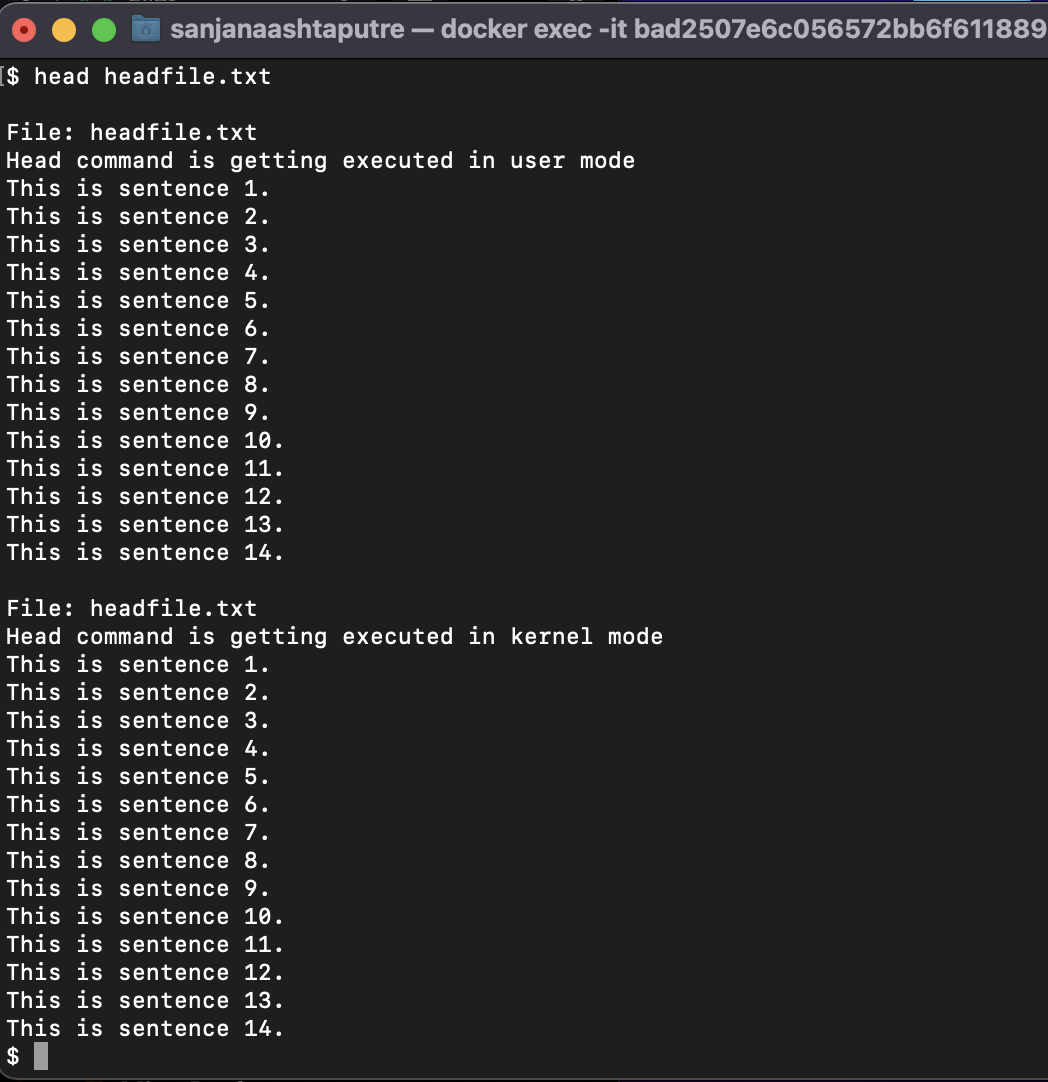 sanjanaashtaputre — docker exec -it bad2507e6c056572bb6f611889
$ head headfile.txt
File: headfile.txt
Head command is getting executed in user mode
This is sentence 1.
This is sentence 2.
This is sentence 3.
This is sentence 4.
This is sentence 5.
This is sentence 6.
This is sentence 7.
This is sentence 8.
This is sentence 9.
This is sentence 10.
This is sentence 11.
This is sentence 12.
This is sentence 13.
This is sentence 14.
File: headfile.txt
Head command is getting executed in kernel mode
This is sentence 1.
This is sentence 2.
This is sentence 3.
This is sentence 4.
This is sentence 5.
This is sentence 6.
This is sentence 7.
This is sentence 8.
This is sentence 9.
This is sentence 10.
This is sentence 11.
This is sentence 12.
This is sentence 13.
This is sentence 14.
$